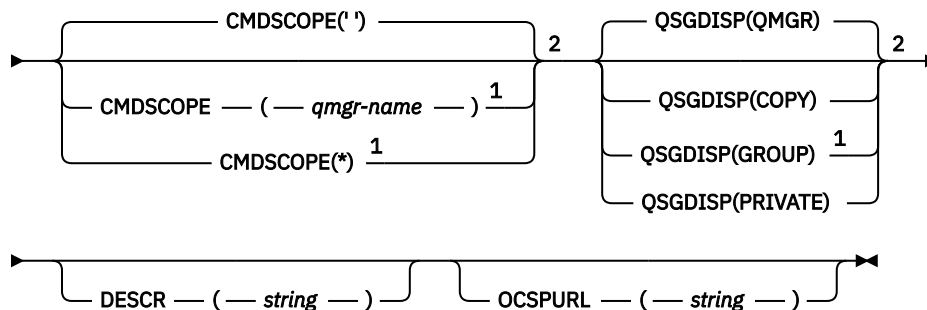 CMDSCOPE(' ')
2
CMDSCOPE ( qmgr-name ) 1
CMDSCOPE(*) 1
QSGDISP(QMGR)
2
QSGDISP(COPY)
QSGDISP(GROUP) 1
QSGDISP(PRIVATE)
DESCR ( string )
OCSPURL ( string )